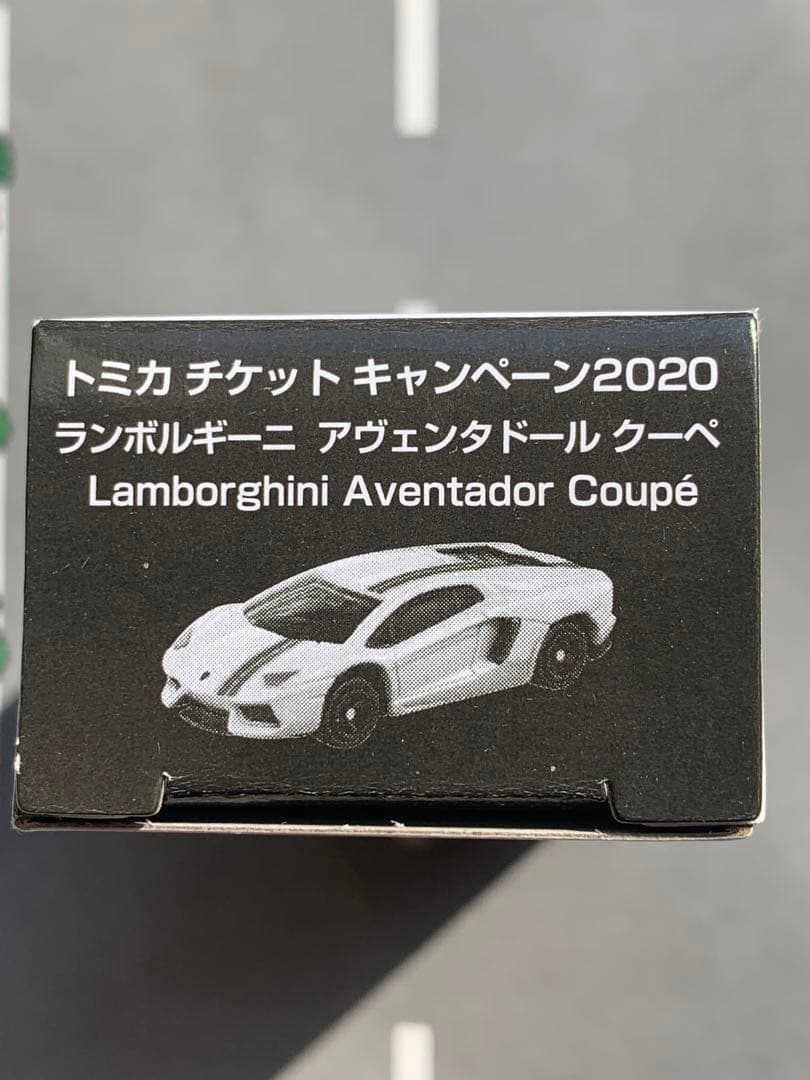 トミカ チケット キャンペーン2020
ランボルギーニ アヴェンタドール クーペ
Lamborghini Aventador Coupé